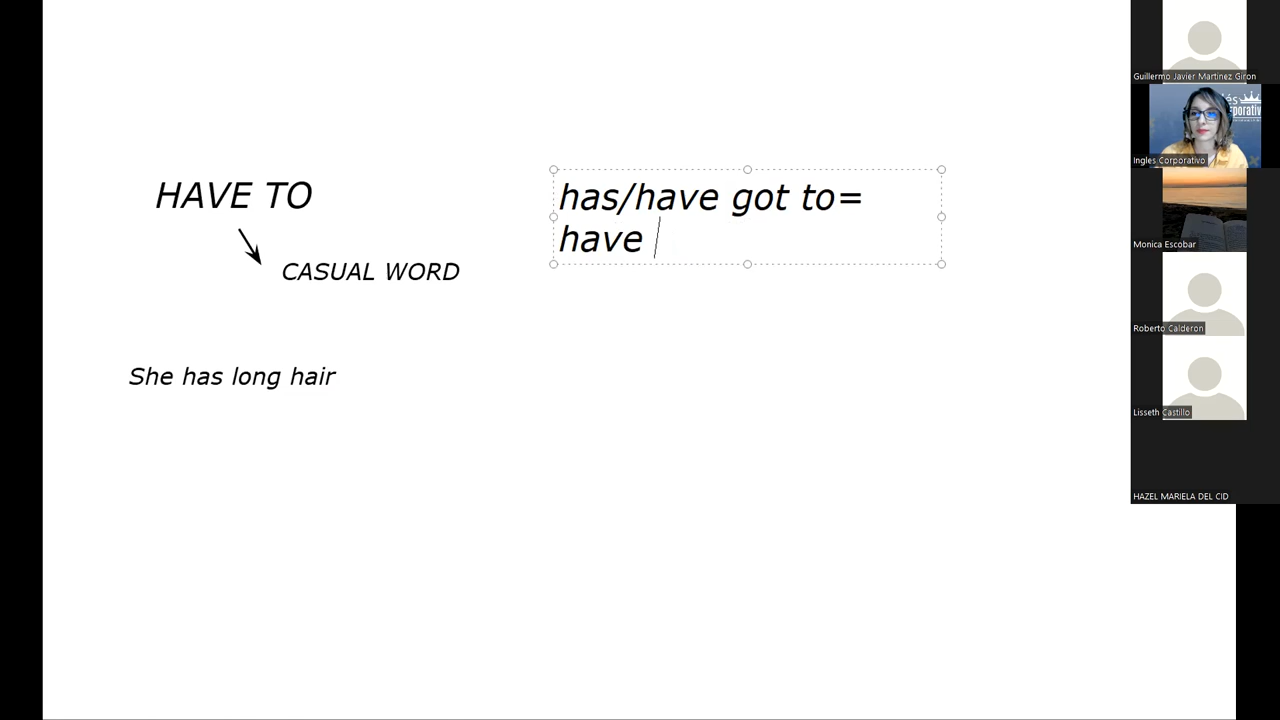 HAVE TO
CASUAL WORD
She has long hair
has/have got to=
have
Guillermo Javier Martinez Giron
Ingles Corporativo
Monica Escobar
Roberto Calderon
Lisseth Castillo
HAZEL MARIELA DEL CID